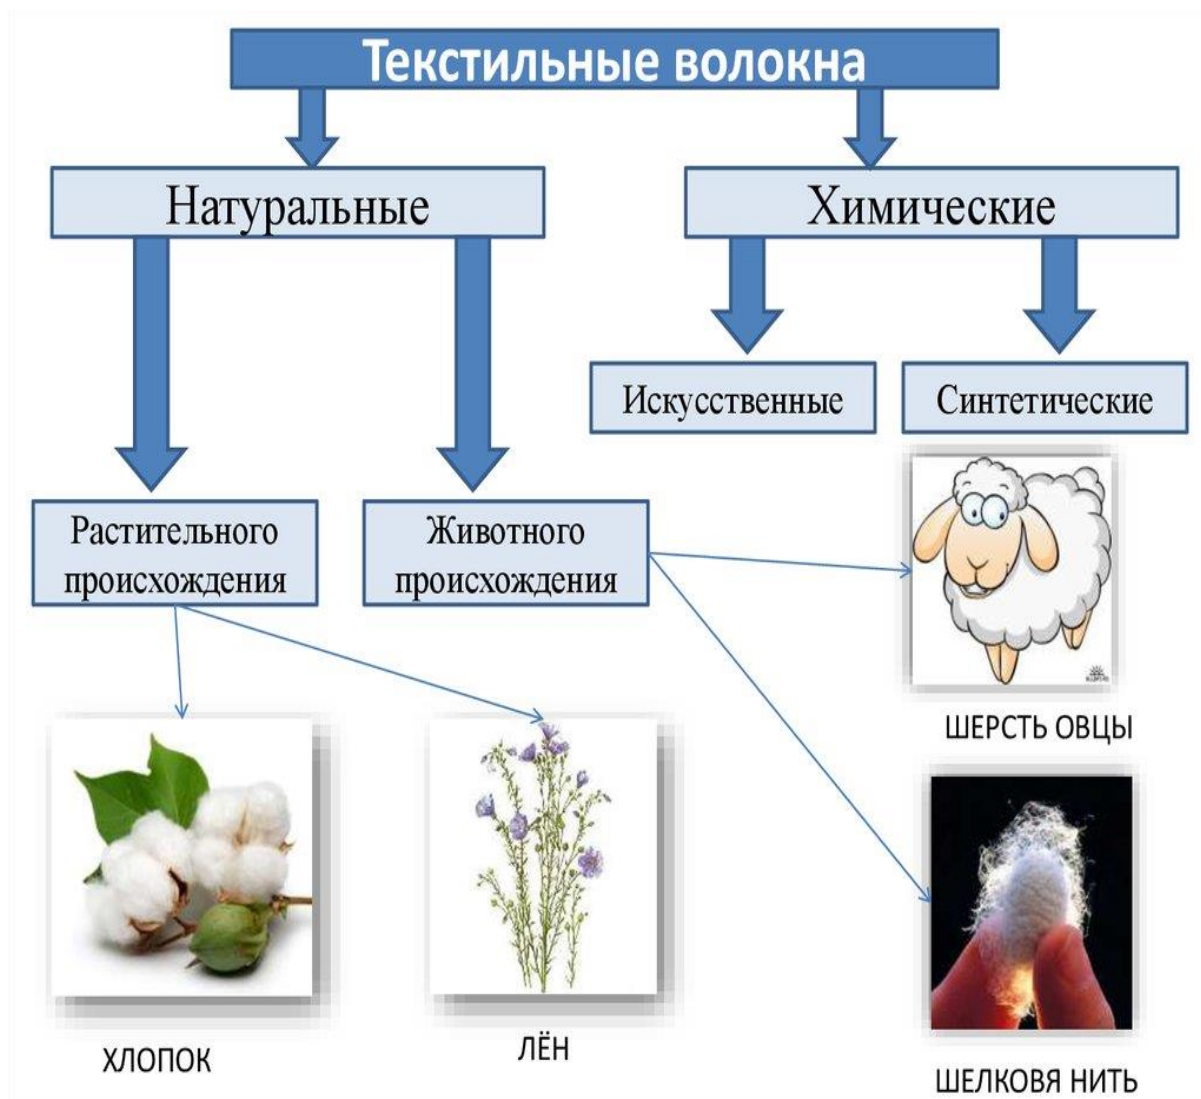 Текстильные волокна
Натуральные
Химические
Искусственные
Синтетические
Растительного
происхождения
Животного
происхождения
ШЕРСТЬ ОВЦЫ
ХЛОПОК
ЛЁН
ШЕЛКОВЯ НИТЬ